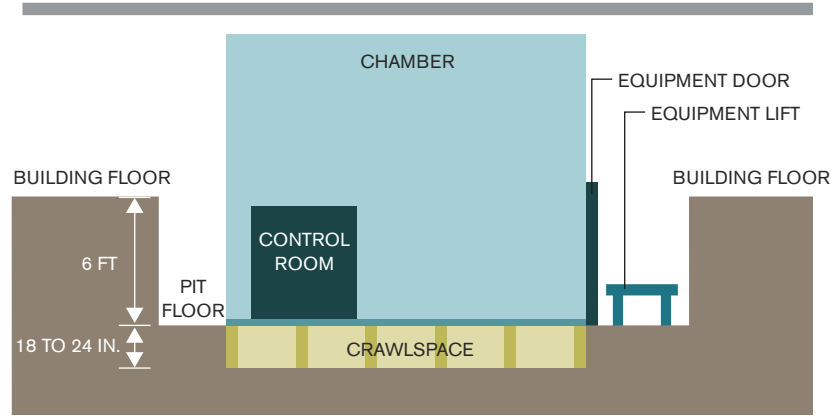 CHAMBER
EQUIPMENT DOOR
EQUIPMENT LIFT
BUILDING FLOOR
BUILDING FLOOR
CONTROL
ROOM
6 FT
PIT
FLOOR
18 TO 24 IN.
CRAWLSPACE